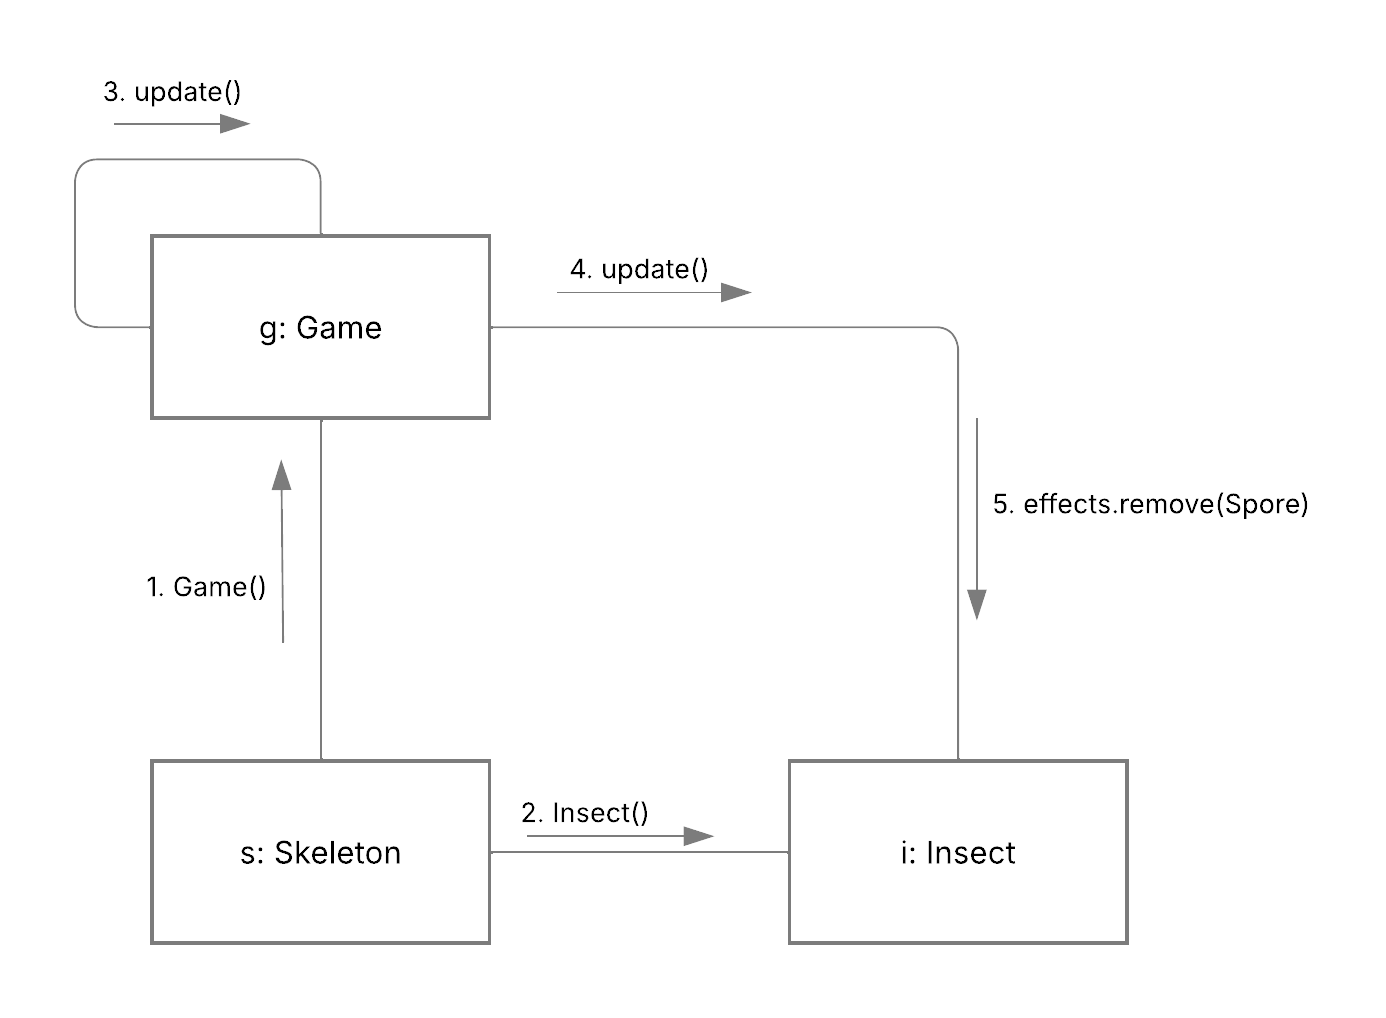 3. update()
g: Game
4. update()
5. effects.remove(Spore)
1. Game()
2. Insect()
s: Skeleton
i: Insect